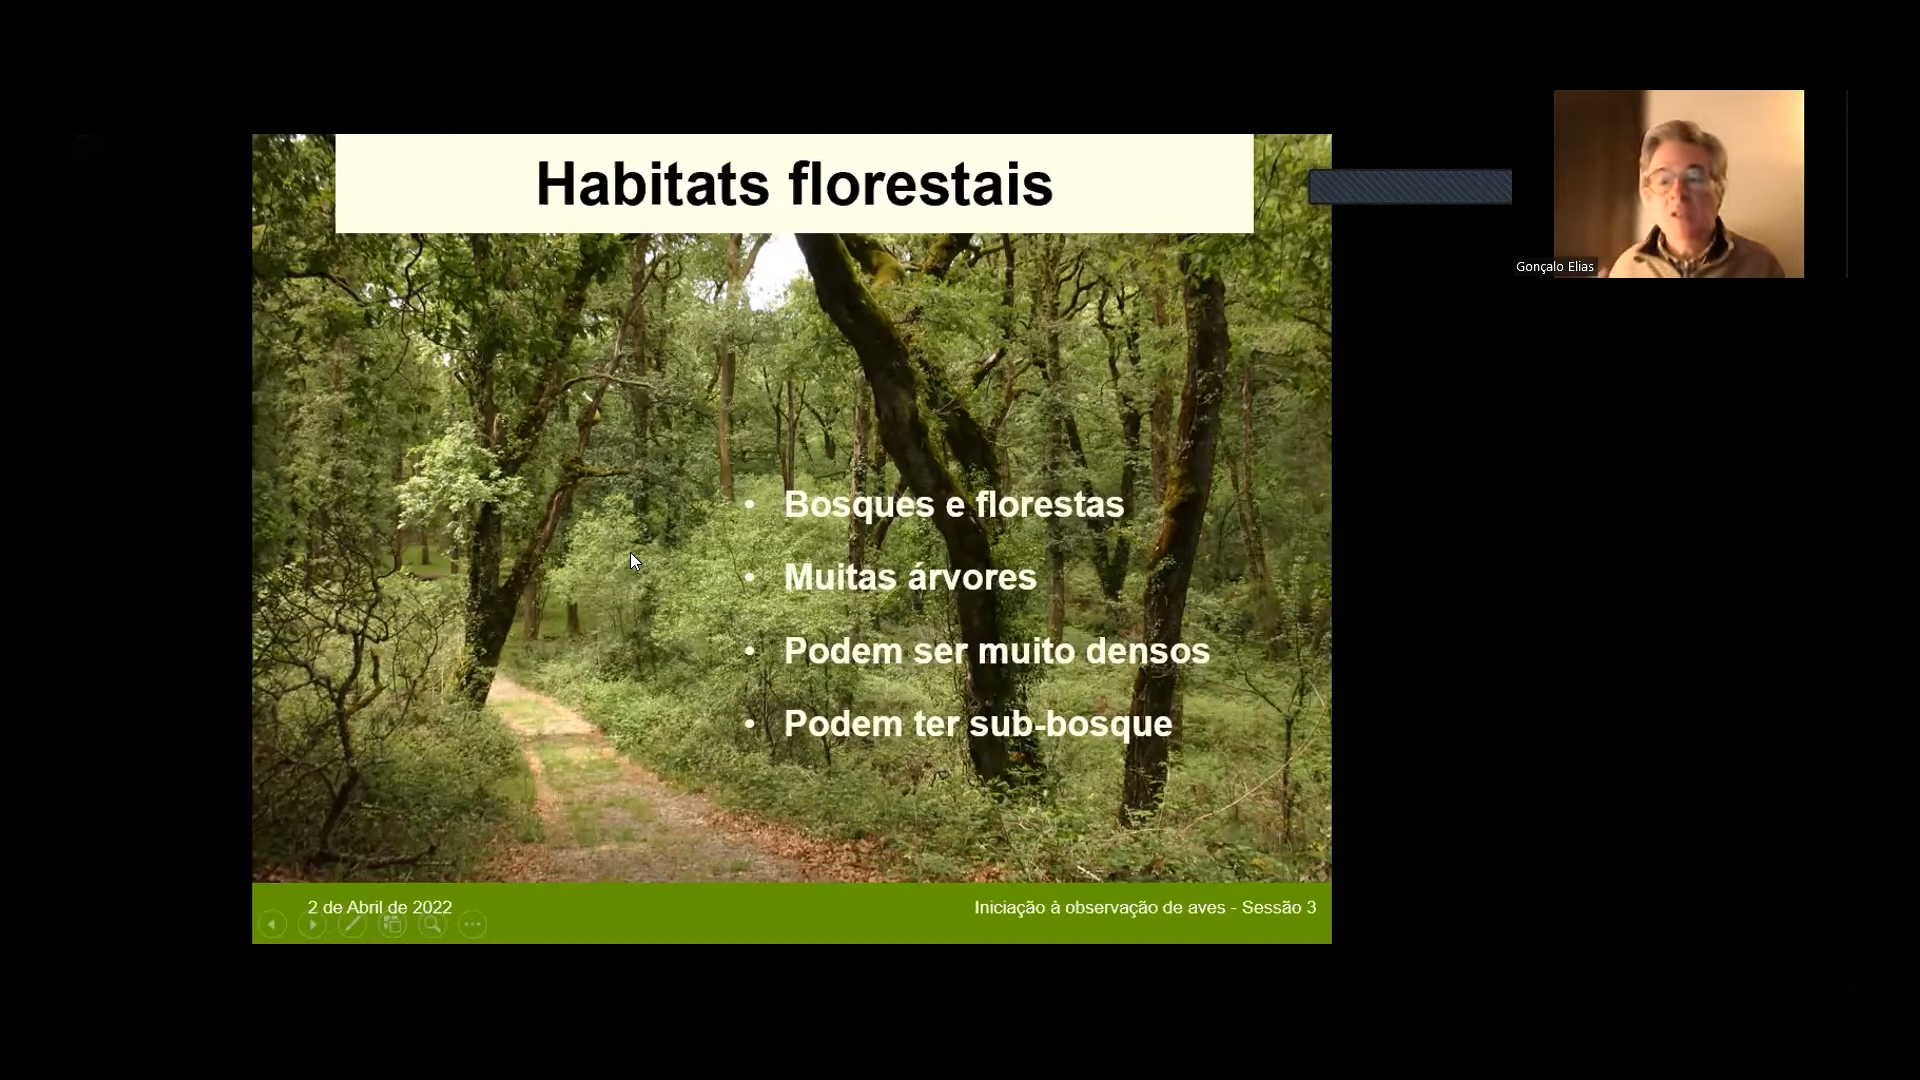 Habitats florestais
Gonçalo Elias
• Bosques e florestas
• Muitas árvores
• Podem ser muito densos
• Podem ter sub-bosque
2 de Abril de 2022
Iniciação à observação de aves - Sessão 3